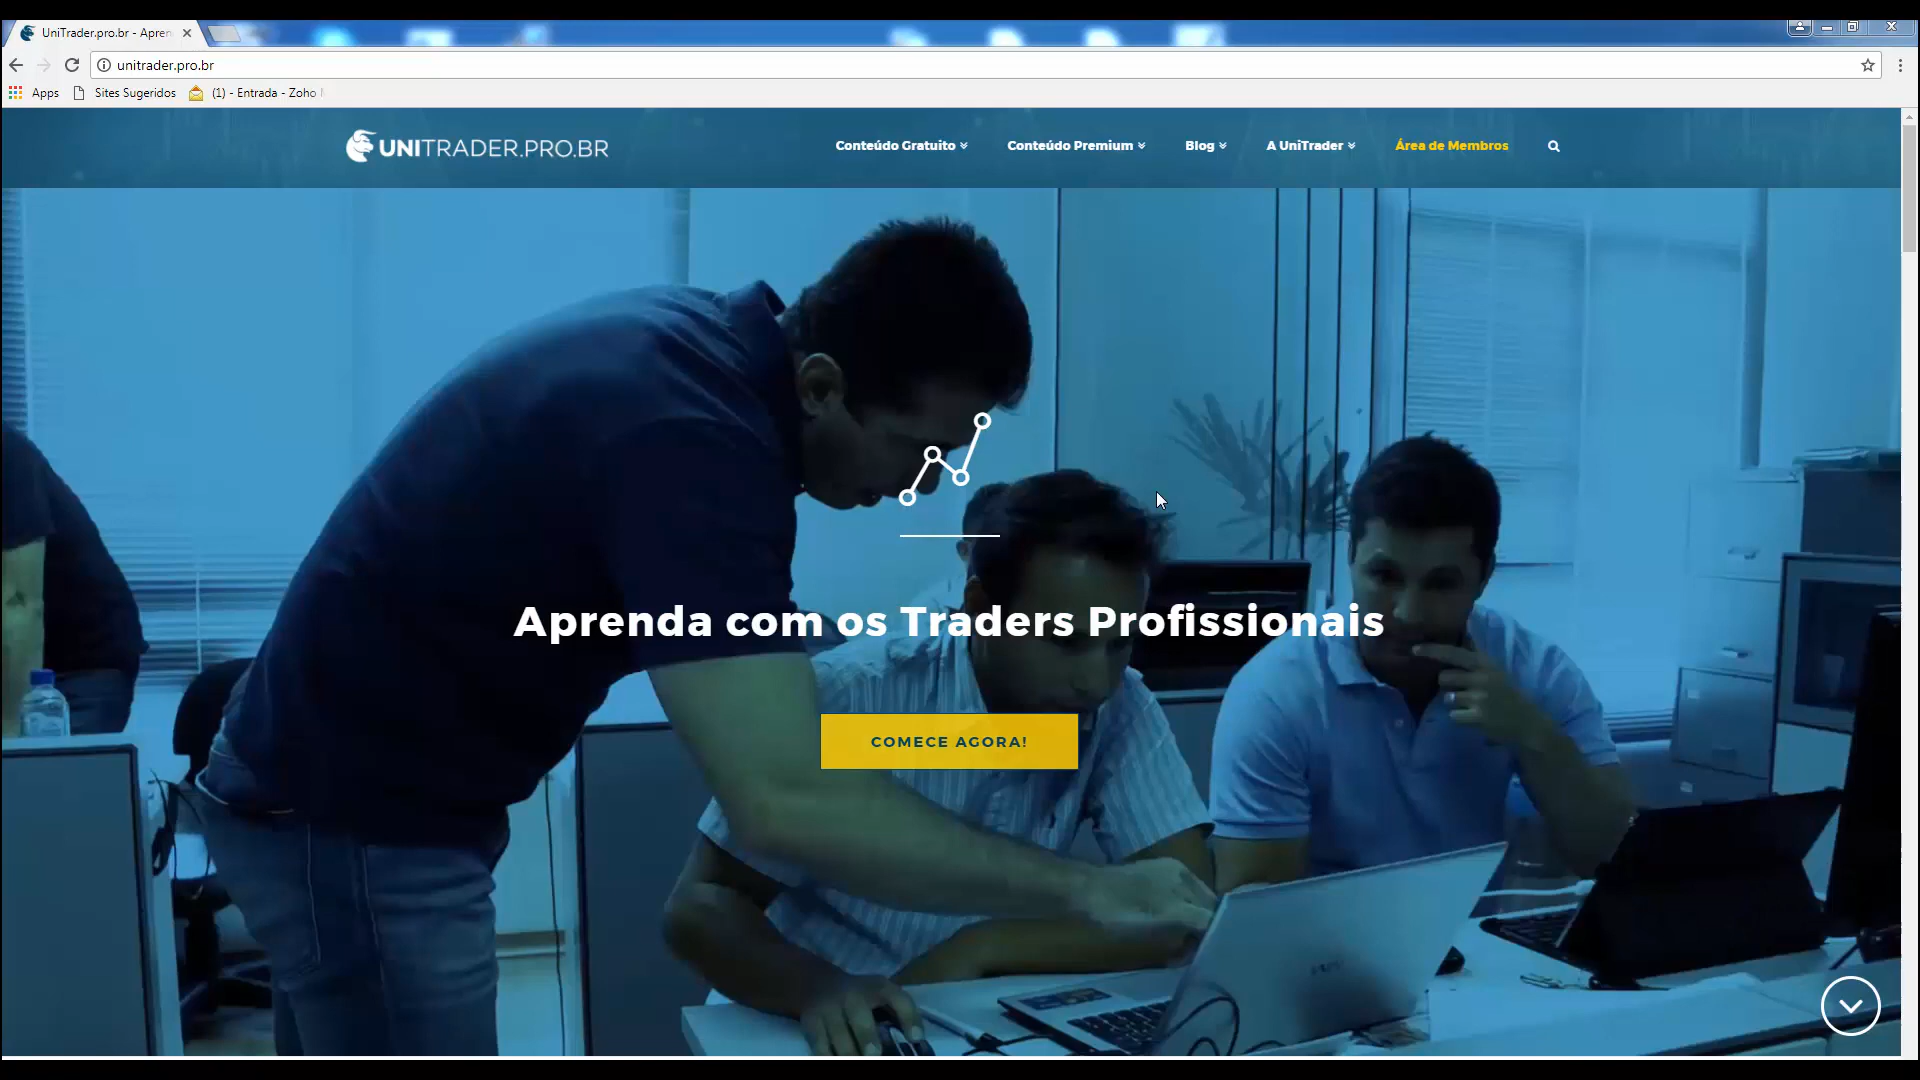 UniTrader.pro.br - Apren
unitrader.pro.br
Apps Sites Sugeridos (1) - Entrada - Zoho
UNITRADER.PRO.BR
Conteúdo Gratuito Conteúdo Premium Blog A UniTrader Área de Membros
Aprenda com os Traders Profissionais
COMECE AGORA!